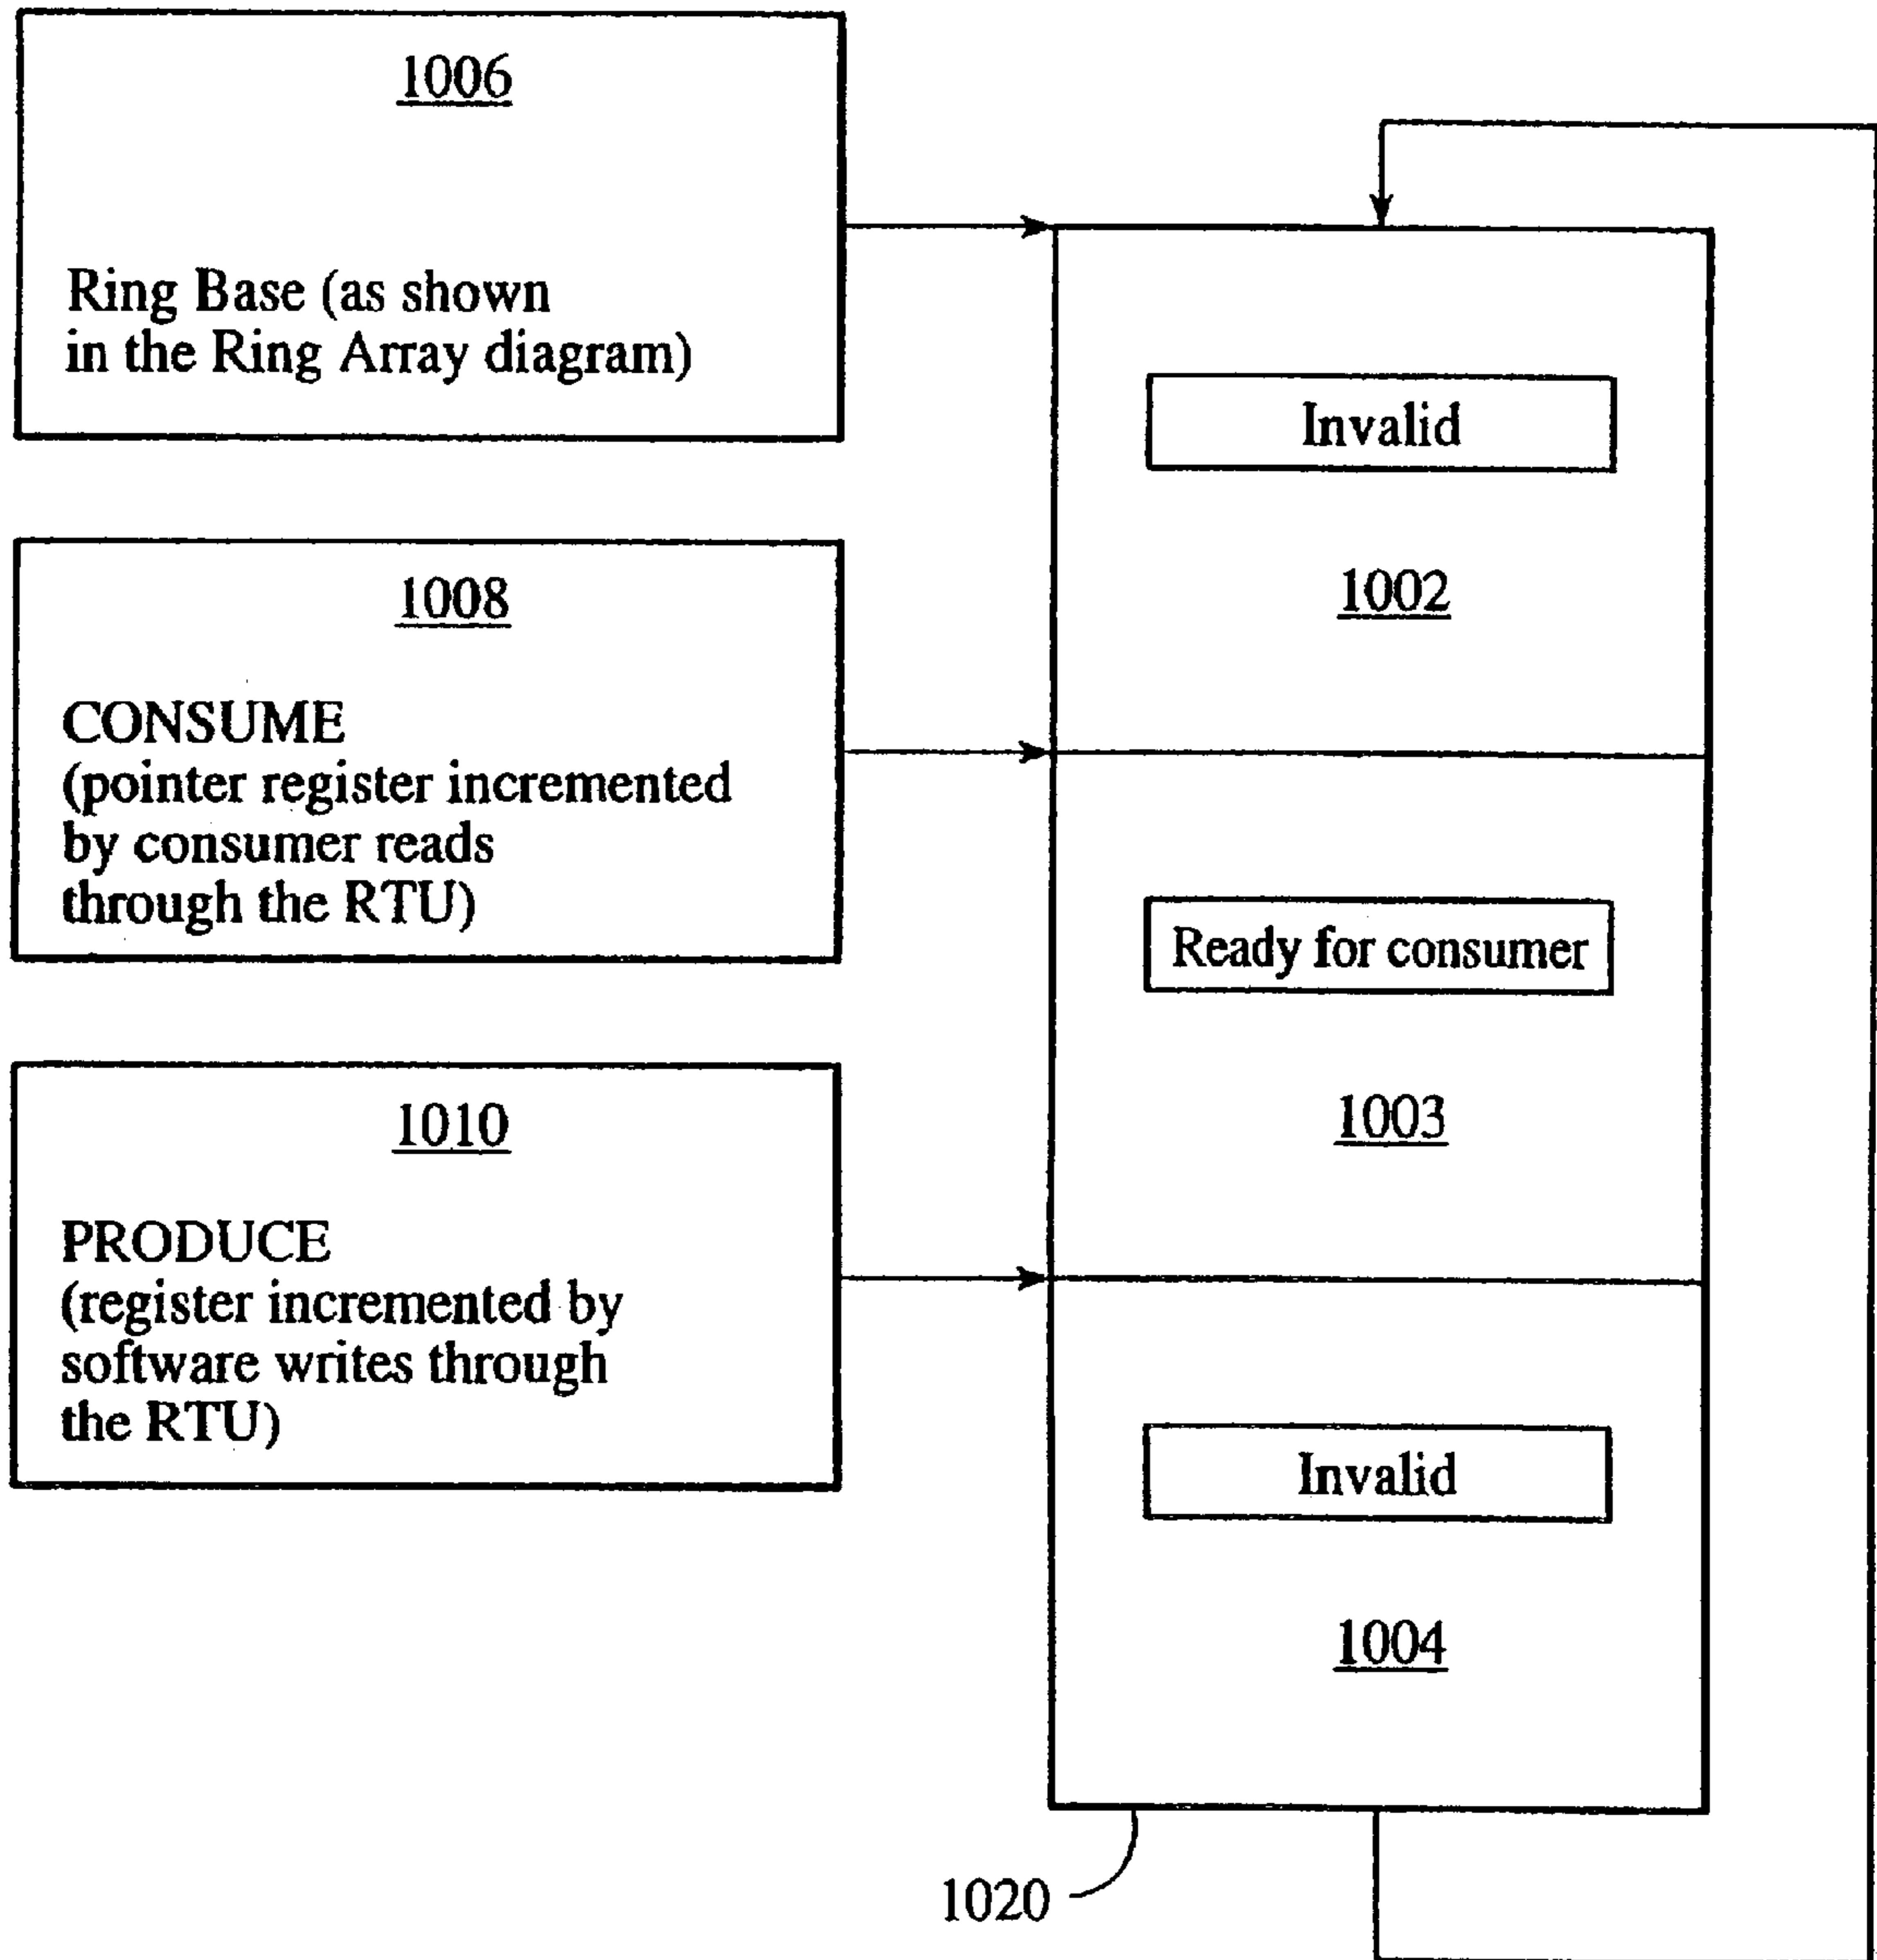 1006
Ring Base (as shown
in the Ring Array diagram)
1008
CONSUME
(pointer register incremented
by consumer reads
through the RTU)
1010
PRODUCE
(register incremented by
software writes through
the RTU)
Invalid
1002
Ready for consumer
1003
Invalid
1004
1020